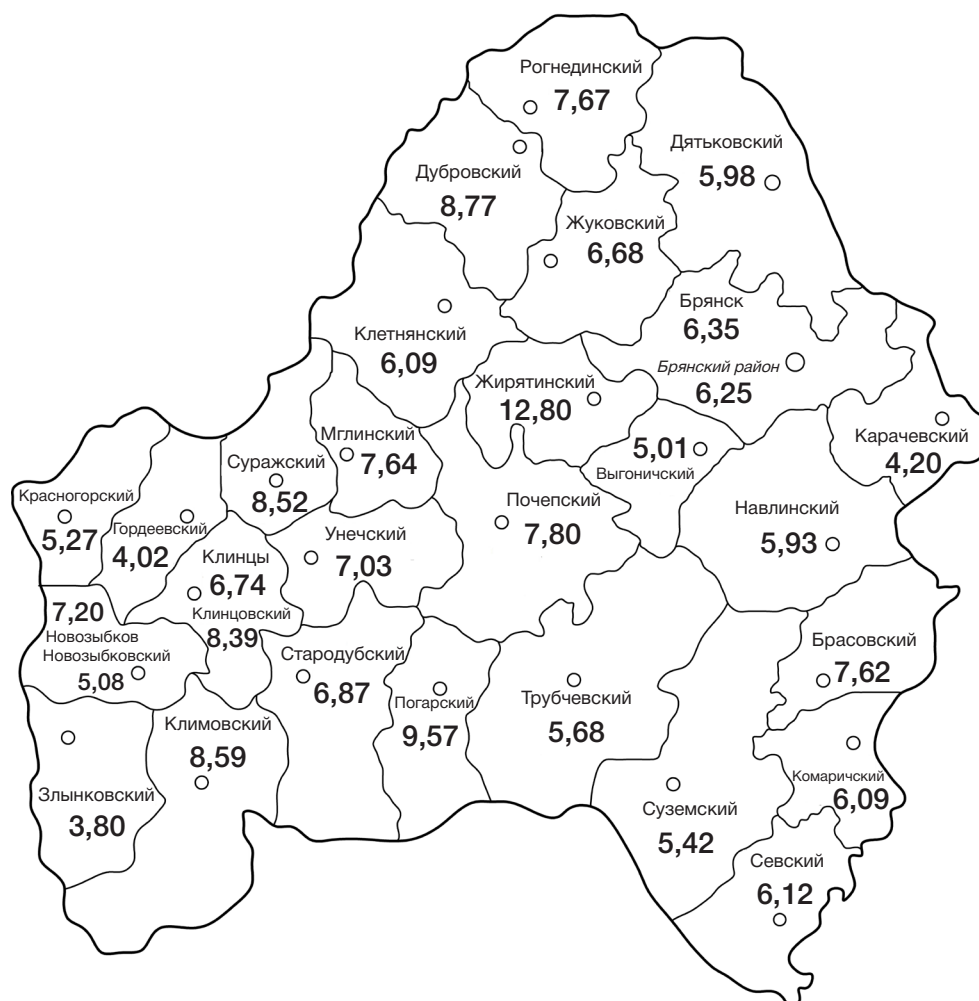 Рогнединский
7,67
Дятьковский
5,98
Дубровский
8,77
Жуковский
6,68
Брянск
6,35
Брянский район
6,25
Клетнянский
6,09
Жирятинский
12,80
Мглинский
7,64
Суражский
8,52
5,01
Выгоничский
Карачевский
4,20
Красногорский
5,27
Гордеевский
4,02
Почепский
7,80
Навлинский
5,93
Унечский
7,03
Клинцы
6,74
Клинцовский
8,39
7,20
Новозыбков
Новозыбковский
5,08
Стародубский
6,87
Погарский
9,57
Трубчевский
5,68
Брасовский
7,62
Климовский
8,59
Злынковский
3,80
Комаричский
6,09
Суземский
5,42
Севский
6,12